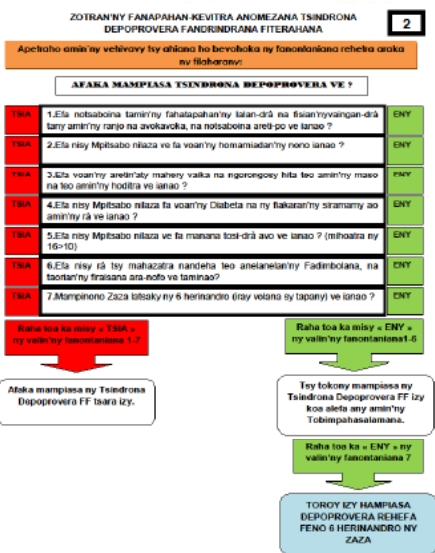 ZOTRAN'NY FANAPAHAN-KEVITRA ANOMEZANA TSINDRONA
DEPOPROVERA FANDRINDRANA FITERAHANA
2
Apetraho amin'ny vehivavy tsy ahiana ho bevohoka ny fanontaniana rehetra araka
ny filaharany:
AFAKA MAMPIASA TSINDRONA DEPOPROVERA VE ?
TSIA
1.Efa notsaboina tamin'ny fahatapahan'ny lalan-drà na fisian'nyvaingan-drà
tany amin'ny ranjo na avokavoka, na notsaboina areti-po ve ianao ?
ENY
TSIA
2.Efa nisy Mpitsabo nilaza ve fa voan'ny homamiadan'ny nono ianao ?
ENY
TSIA
3.Efa voan'ny aretin'aty mahery vaika na ngorongosy hita teo amin'ny maso
na teo amin'ny hoditra ve ianao ?
ENY
TSIA
4.Efa nisy Mpitsabo nilaza fa voan'ny Diabeta na ny fiakaran'ny siramamy ao
amin'ny rà ve ianao ?
ENY
TSIA
5.Efa nisy Mpitsabo nilaza ve fa manana tosi-drà avo ve ianao ? (mihoatra ny
16>10)
ENY
TSIA
6.Efa nisy rà tsy mahazatra nandeha teo anelanelan'ny Fadimbolana, na
taorian'ny firaisana ara-nofo ve taminao ?
ENY
TSIA
7.Mampinono Zaza latsaky ny 6 herinandro (iray volana sy tapany) ve ianao ?
ENY
Raha toa ka misy « TSIA »
ny valin'ny fanontaniana 1-7
Afaka mampiasa ny Tsindrona
Depoprovera FF tsara izy.
Raha toa ka misy « ENY »
ny valin'ny fanontaniana1-6
Tsy tokony mampiasa ny
Tsindrona Depoprovera FF izy
koa alefa any amin'ny
Tobimpahasalamana.
Raha toa ka « ENY » ny
valin'ny fanontaniana 7
TOROY IZY HAMPIASA
DEPOPROVERA REHEFA
FENO 6 HERINANDRO NY
ZAZA